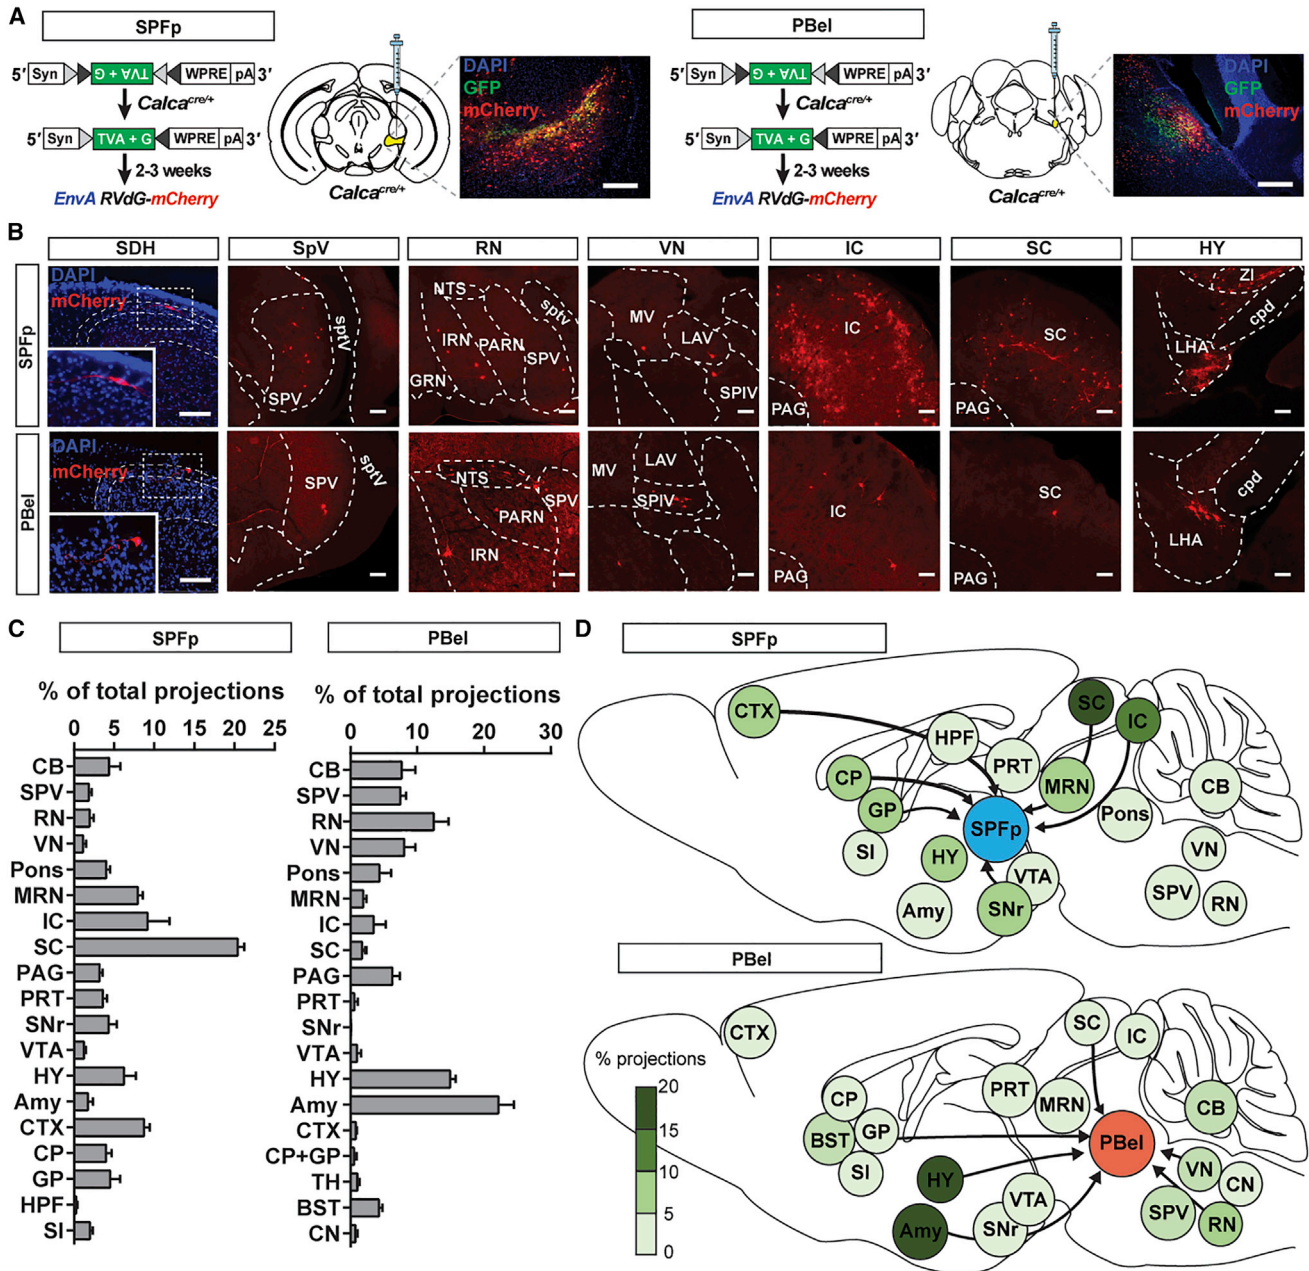 A
SPFp
5′ Syn TVA + G WPRE pA 3′
Calca^cre/+
Syn TVA + G WPRE pA
5′ 3′
2-3 weeks
EnvA RVdG-mCherry
Calca^cre/+
DAPI
GFP
mCherry
PBel
5′ Syn TVA + G WPRE pA 3′
Calca^cre/+
5′ Syn TVA + G WPRE pA 3′
2-3 weeks
EnvA RVdG-mCherry
Calca^cre/+
DAPI
GFP
mCherry
B
SDH SpV RN VN IC SC HY
SPFp
DAPI
mCherry
sptV
SPV
NTS
sptv
IRN
PARN
SPV
GRN
MV
LAV
SPIV
IC
PAG
SC
PAG
ZI
cpd
LHA
PBel
DAPI
mCherry
SPV
sptV
NTS
SPV
PARN
IRN
LAV
MV
SPIV
IC
PAG
SC
PAG
cpd
LHA
C
SPFp
% of total projections
0 5 10 15 20 25
CB
SPV
RN
VN
Pons
MRN
IC
SC
PAG
PRT
SNr
VTA
HY
Amy
CTX
CP
GP
HPF
SI
PBel
% of total projections
0 10 20 30
CB
SPV
RN
VN
Pons
MRN
IC
SC
PAG
PRT
SNr
VTA
HY
Amy
CTX
CP+GP
TH
BST
CN
D
SPFp
CTX
SC
IC
HPF
PRT
CP
MRN
CB
GP
Pons
SPFp
SI
HY
VTA
VN
SPV
RN
Amy
SNr
PBel
CTX
SC
IC
% projections
20
15
10
5
0
PRT
MRN
CP
CB
BST
GP
PBel
SI
HY
VN
CN
VTA
SPV
RN
Amy
SNr